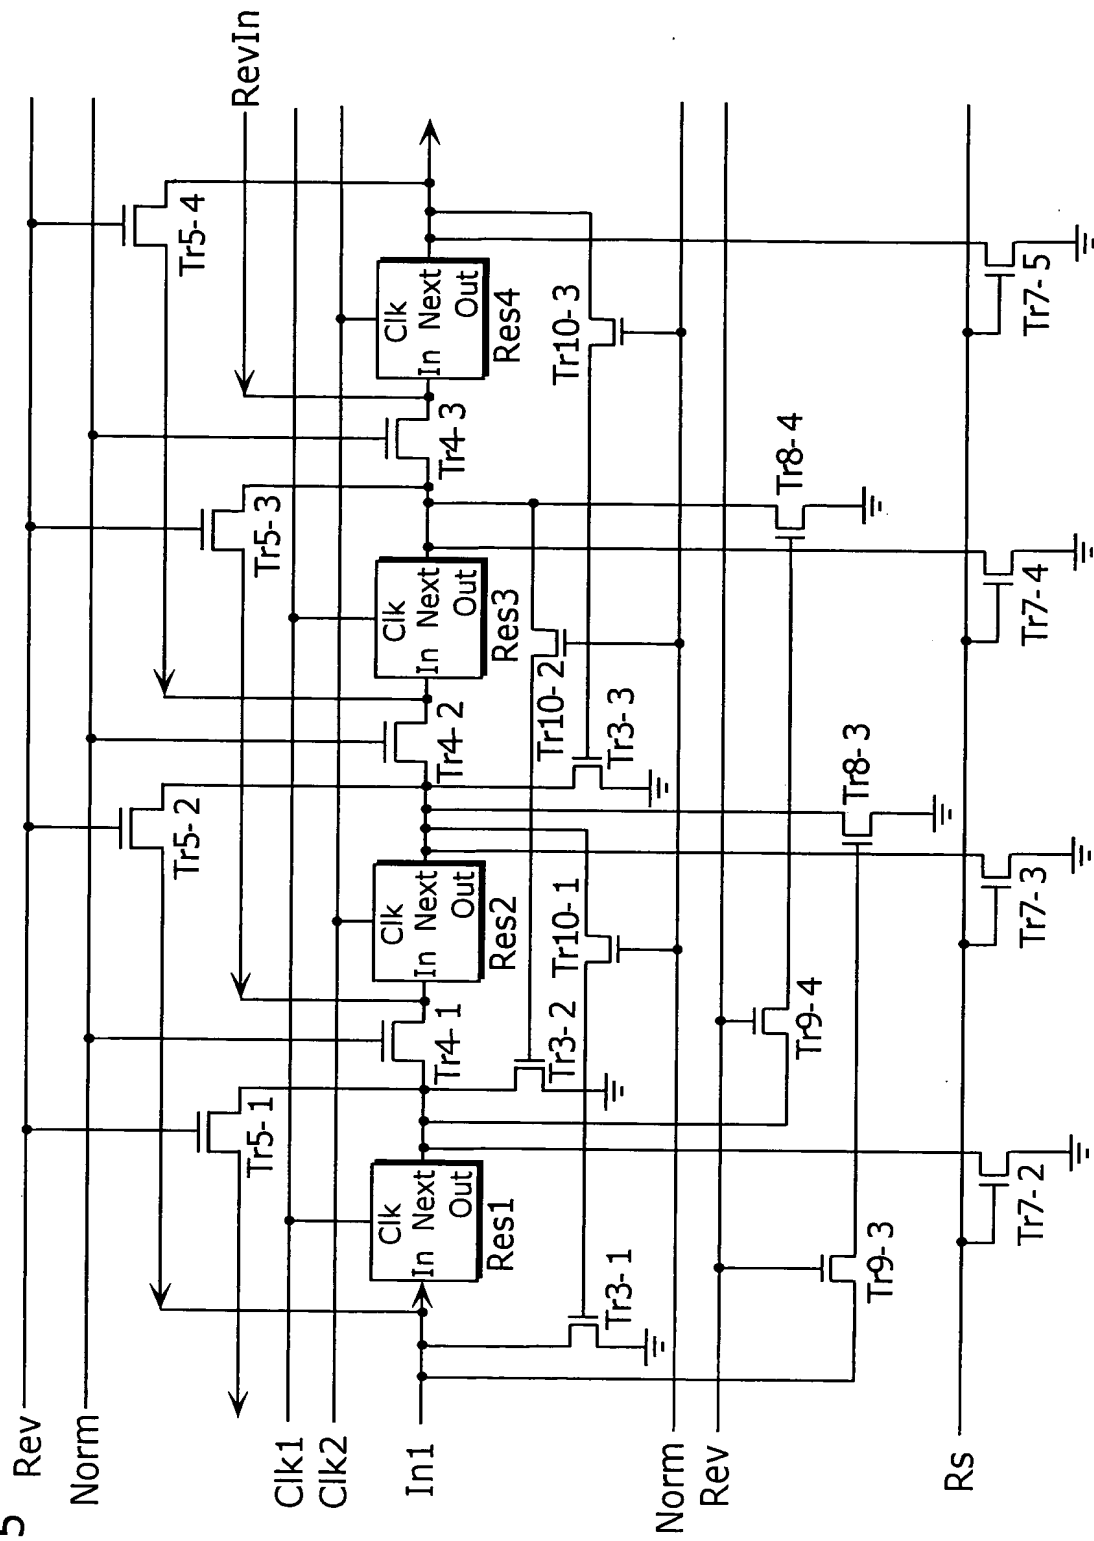 5
Rev
Norm
RevIn
Clk1
Clk2
In1
Tr5-1
Tr5-2
Tr5-3
Tr5-4
Tr4-1
Tr4-2
Tr4-3
Clk
In Next
Out
Res1
Clk
In Next
Out
Res2
Clk
In Next
Out
Res3
Clk
In Next
Out
Res4
Tr3-1
Tr3-2
Tr10-1
Tr10-2
Tr3-3
Tr10-3
Norm
Rev
Tr9-3
Tr9-4
Tr8-3
Tr8-4
Rs
Tr7-2
Tr7-3
Tr7-4
Tr7-5